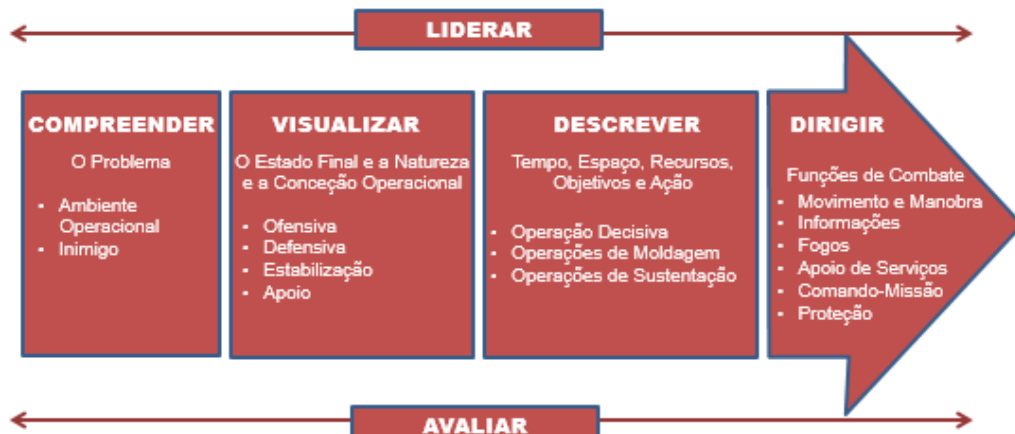 LIDERAR
COMPREENDER
O Problema
• Ambiente
Operacional
• Inimigo
VISUALIZAR
O Estado Final e a Natureza
e a Conceção Operacional
• Ofensiva
• Defensiva
• Estabilização
• Apoio
DESCREVER
Tempo, Espaço, Recursos,
Objetivos e Ação
• Operação Decisiva
• Operações de Moldagem
• Operações de Sustentação
DIRIGIR
Funções de Combate
• Movimento e Manobra
• Informações
• Fogos
• Apoio de Serviços
• Comando-Missão
• Proteção
AVALIAR